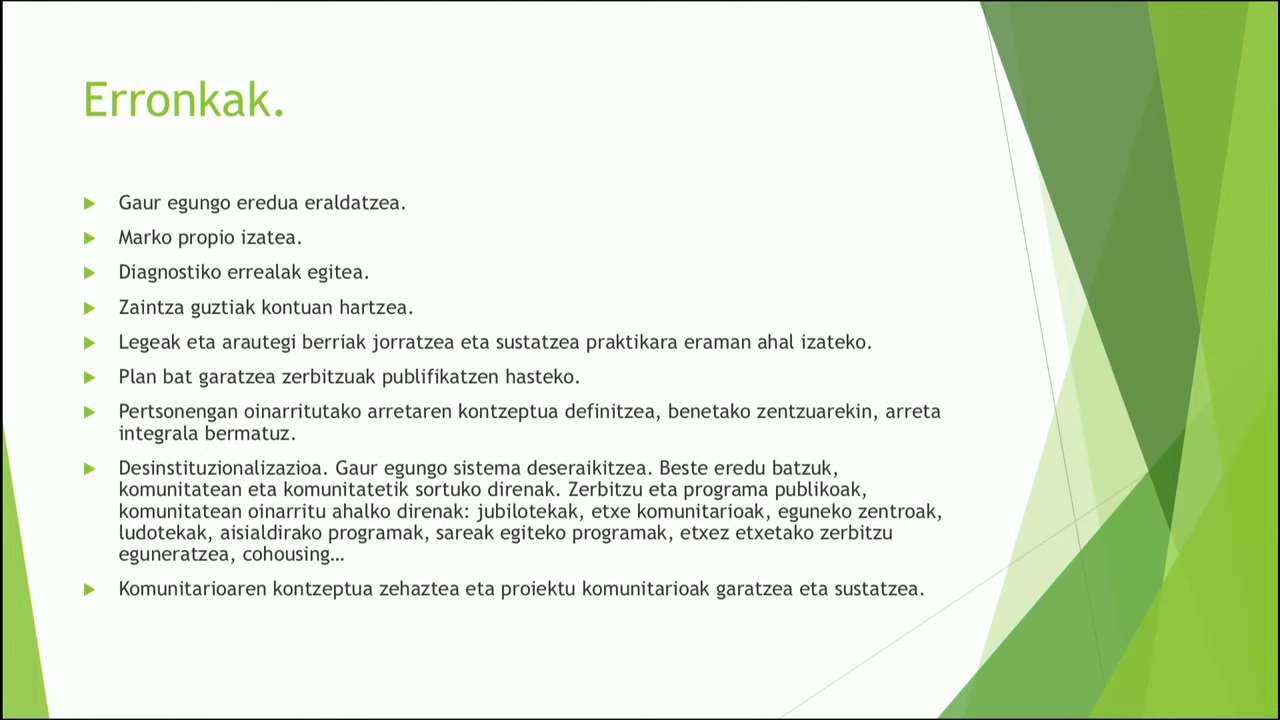 Erronkak.
Gaur egungo eredua eraldatzea.
Marko propio izatea.
Diagnostiko errealak egitea.
Zaintza guztiak kontuan hartzea.
Legeak eta arautegi berriak jorratzea eta sustatzea praktikara eraman ahal izateko.
Plan bat garatzea zerbitzuak publifikatzen hasteko.
Pertsonengan oinarritutako arretaren kontzeptua definitzea, benetako zentzuarekin, arreta
integrala bermatuz.
Desinstituzionalizazioa. Gaur egungo sistema deseraikitzea. Beste eredu batzuk,
komunitatean eta komunitatetik sortuko direnak. Zerbitzu eta programa publikoak,
komunitatean oinarritu ahalko direnak: jubilotekak, etxe komunitarioak, eguneko zentroak,
ludotekak, aisialdirako programak, sareak egiteko programak, etxez etxetako zerbitzu
eguneratzea, cohousing…
Komunitarioaren kontzeptua zehaztea eta proiektu komunitarioak garatzea eta sustatzea.